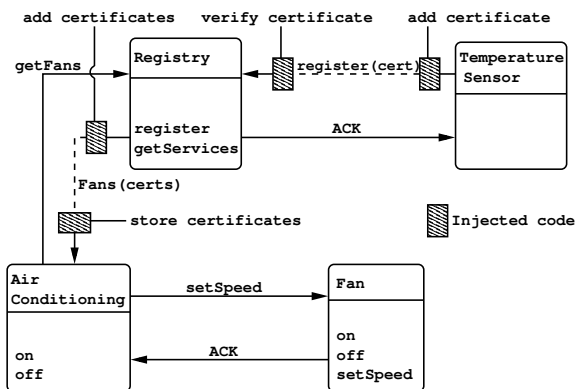 add certificates
verify certificate
add certificate
getFans
Registry
register(cert)
Temperature
Sensor
register
getServices
ACK
Fans(certs)
store certificates
Injected code
Air
Conditioning
setSpeed
Fan
on
off
ACK
on
off
setSpeed